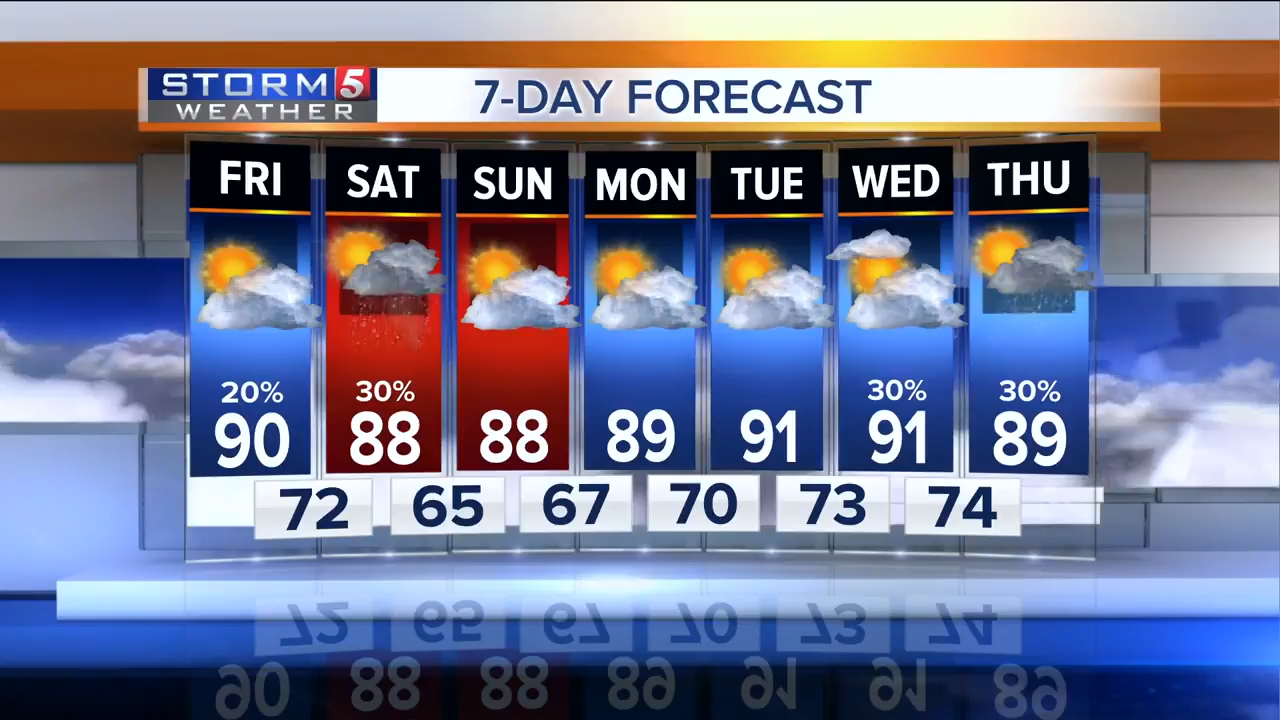 STORM 5
WEATHER
7-DAY FORECAST
FRI SAT SUN MON TUE WED THU
20% 30% 30% 30%
90 88 88 89 91 91 89
72 65 67 70 73 74